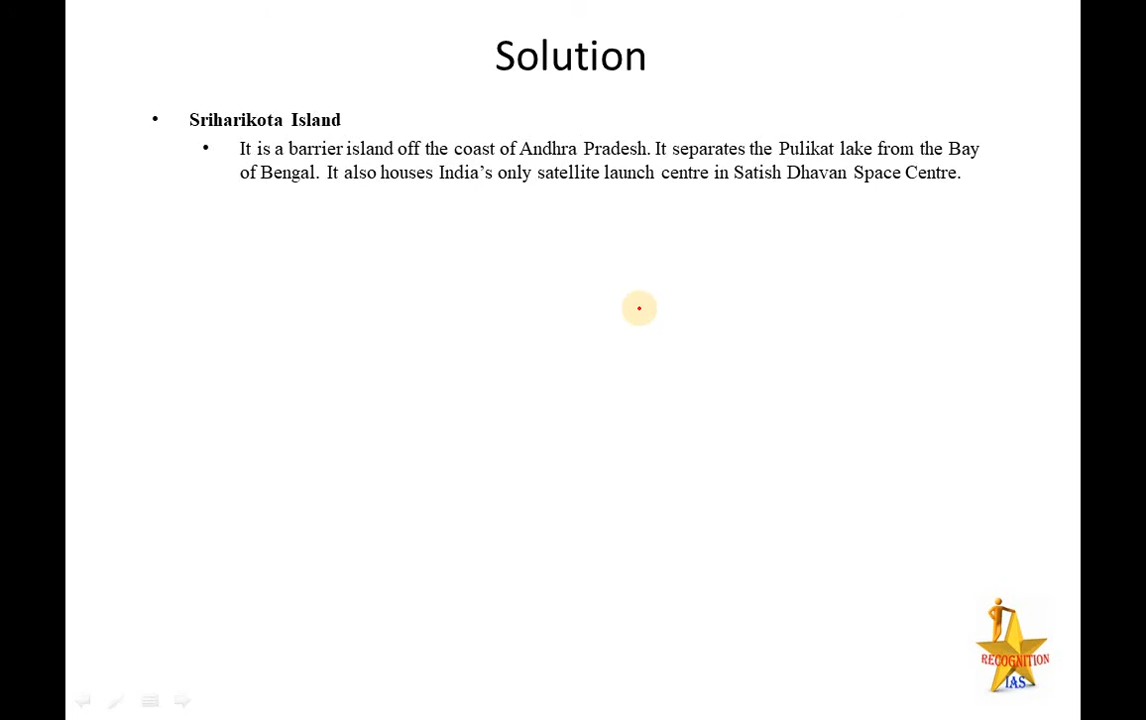 Solution
• Sriharikota Island
• It is a barrier island off the coast of Andhra Pradesh. It separates the Pulikat lake from the Bay
of Bengal. It also houses India's only satellite launch centre in Satish Dhavan Space Centre.
RECOGNITION
IAS